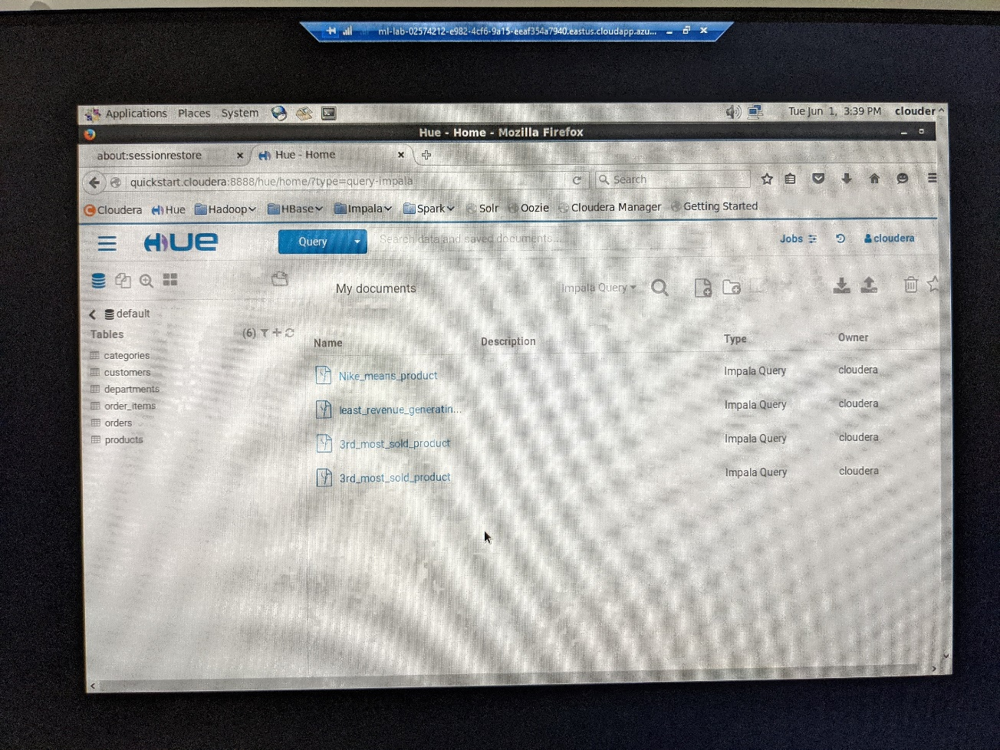 ml-lab-02574212-e982-4cf6-9a15-eeaf354a7940.eastus.cloudapp.azu...
Applications Places System Tue Jun 1, 3:39 PM clouder
Hue - Home - Mozilla Firefox
about:sessionrestore Hue - Home
quickstart.cloudera:8888/hue/home/?type=query-impala Search
Cloudera Hue Hadoop HBase Impala Spark Solr Oozie Cloudera Manager Getting Started
HUE Query Search data and saved documents... Jobs cloudera
My documents Impala Query
default
Tables (6)
Name Description Type Owner
categories
customers
departments
order_items
orders
products
Nike_means_product Impala Query cloudera
least_revenue_generatin... Impala Query cloudera
3rd_most_sold_product Impala Query cloudera
3rd_most_sold_product Impala Query cloudera